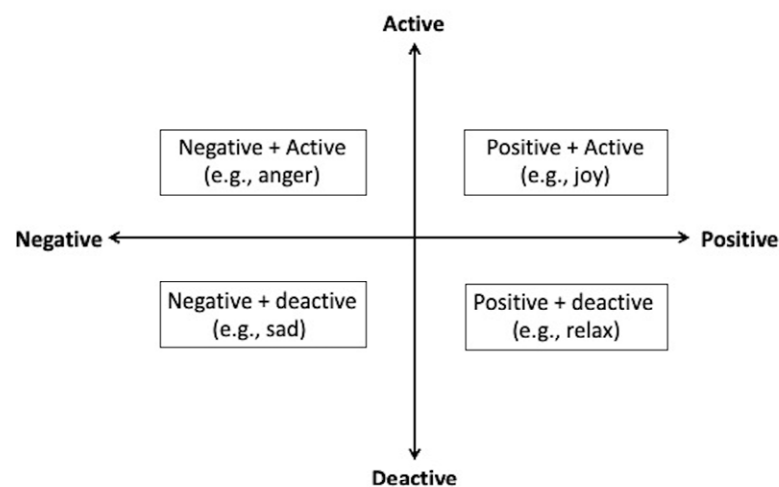 Active
Negative + Active
(e.g., anger)
Positive + Active
(e.g., joy)
Negative
Positive
Negative + deactive
(e.g., sad)
Positive + deactive
(e.g., relax)
Deactive